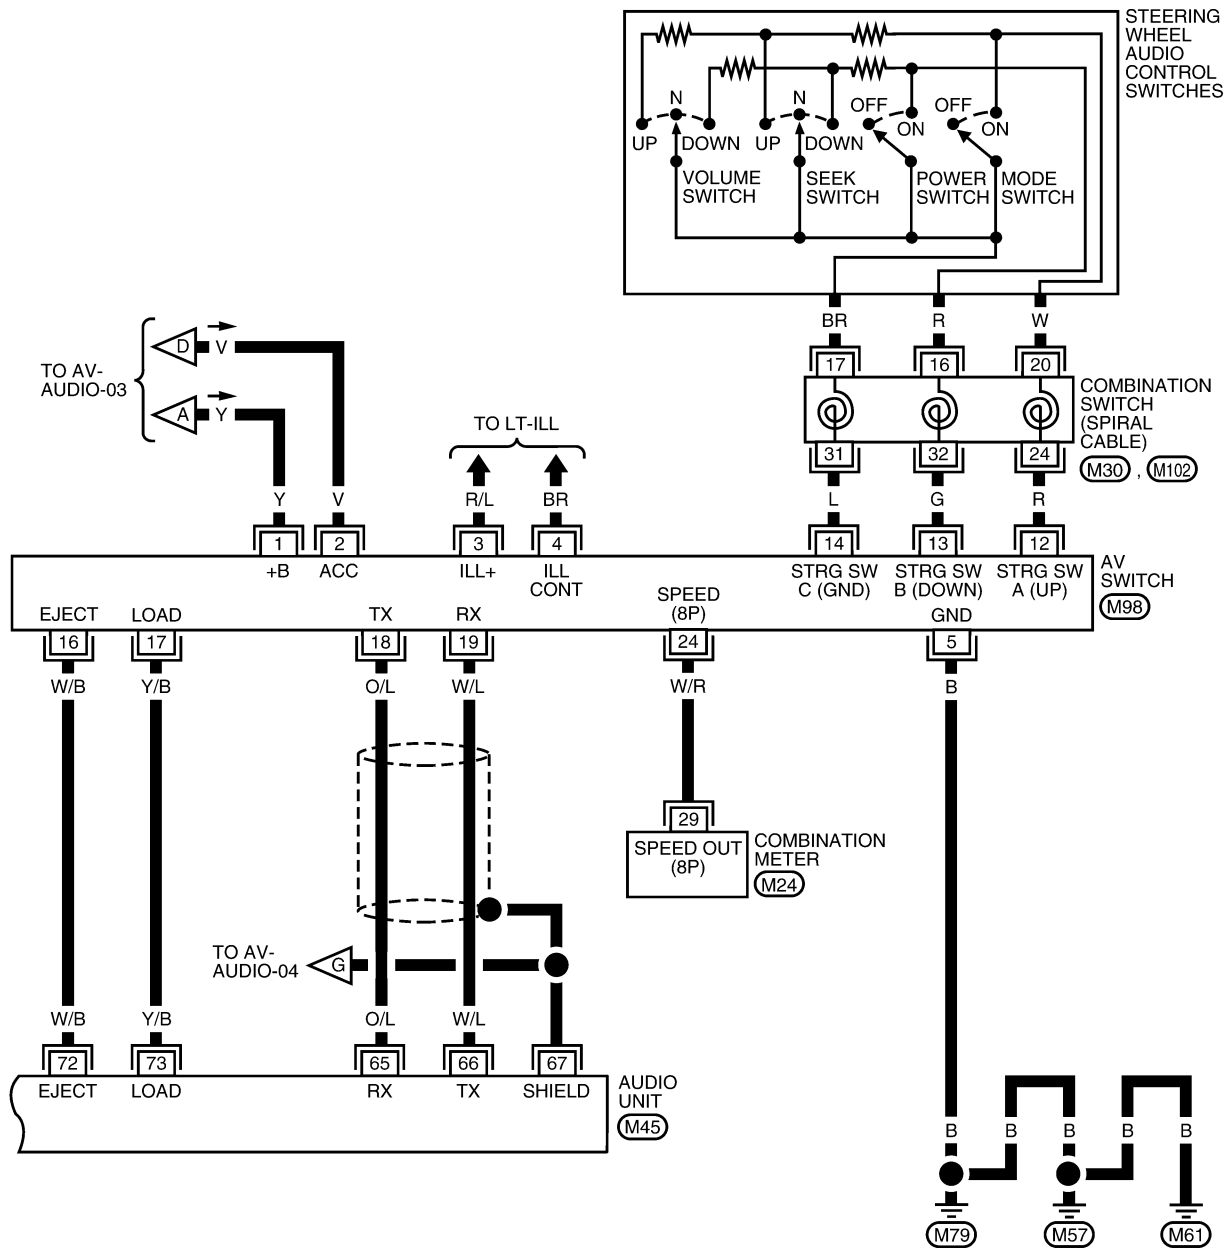 STEERING
WHEEL
AUDIO
CONTROL
SWITCHES
N
N
OFF
OFF
ON
ON
UP
DOWN
UP
DOWN
VOLUME
SWITCH
SEEK
SWITCH
POWER
SWITCH
MODE
SWITCH
BR
R
W
17
16
20
COMBINATION
SWITCH
(SPIRAL
CABLE)
M30 , M102
31
32
24
L
G
R
TO AV-
AUDIO-03
D
V
A
Y
TO LT-ILL
Y
V
R/L
BR
1
2
3
4
14
13
12
+B
ACC
ILL+
ILL
CONT
STRG SW
C (GND)
STRG SW
B (DOWN)
STRG SW
A (UP)
AV
SWITCH
M98
EJECT
LOAD
TX
RX
SPEED
(8P)
GND
16
17
18
19
24
5
W/B
Y/B
O/L
W/L
W/R
B
29
SPEED OUT
(8P)
COMBINATION
METER
M24
TO AV-
AUDIO-04
G
W/B
Y/B
O/L
W/L
72
73
65
66
67
EJECT
LOAD
RX
TX
SHIELD
AUDIO
UNIT
M45
B
B
B
B
B
M79
M57
M61